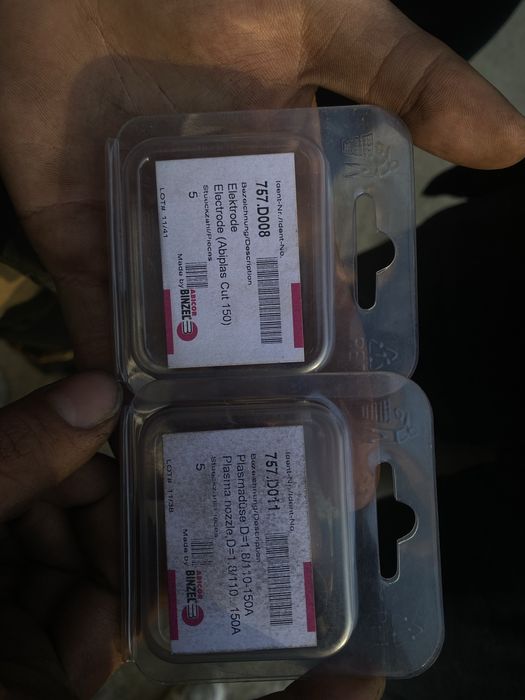 Ident-Nr./Ident-No.
757.D008
Bezeichnung/Description
Elektrode
Electrode (Abiplas Cut 150)
Stueckzahl/Pieces
5
Made by
ABICOR
BINZEL
LOT# 11/41
Ident-Nr./Ident-No.
757.D011
Bezeichnung/Description
Plasmadüse D=1,8/110-150A
Plasma nozzle D=1,8/110...150A
Stueckzahl/Pieces
5
Made by
ABICOR
BINZEL
LOT# 11/38